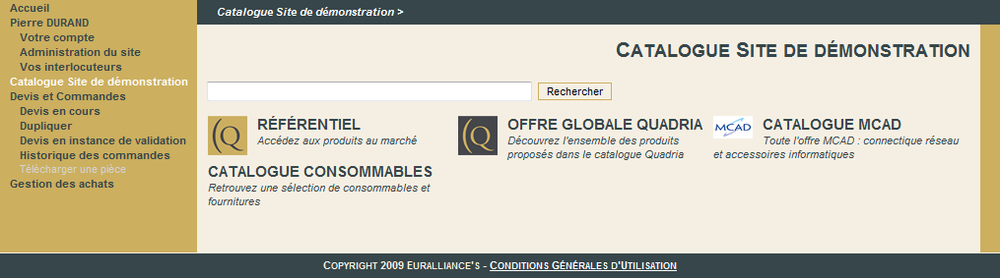 Accueil
Pierre DURAND
Votre compte
Administration du site
Vos interlocuteurs
Catalogue Site de démonstration
Devis et Commandes
Devis en cours
Dupliquer
Devis en instance de validation
Historique des commandes
Télécharger une pièce
Gestion des achats
Catalogue Site de démonstration >
CATALOGUE SITE DE DÉMONSTRATION
Rechercher
(Q
RÉFÉRENTIEL
Accédez aux produits au marché
(Q
OFFRE GLOBALE QUADRIA
Découvrez l'ensemble des produits
proposés dans le catalogue Quadria
MCAD
CATALOGUE MCAD
Toute l'offre MCAD : connectique réseau
et accessoires informatiques
CATALOGUE CONSOMMABLES
Retrouvez une sélection de consommables et
fournitures
COPYRIGHT 2009 EURALLIANCE'S - CONDITIONS GÉNÉRALES D'UTILISATION